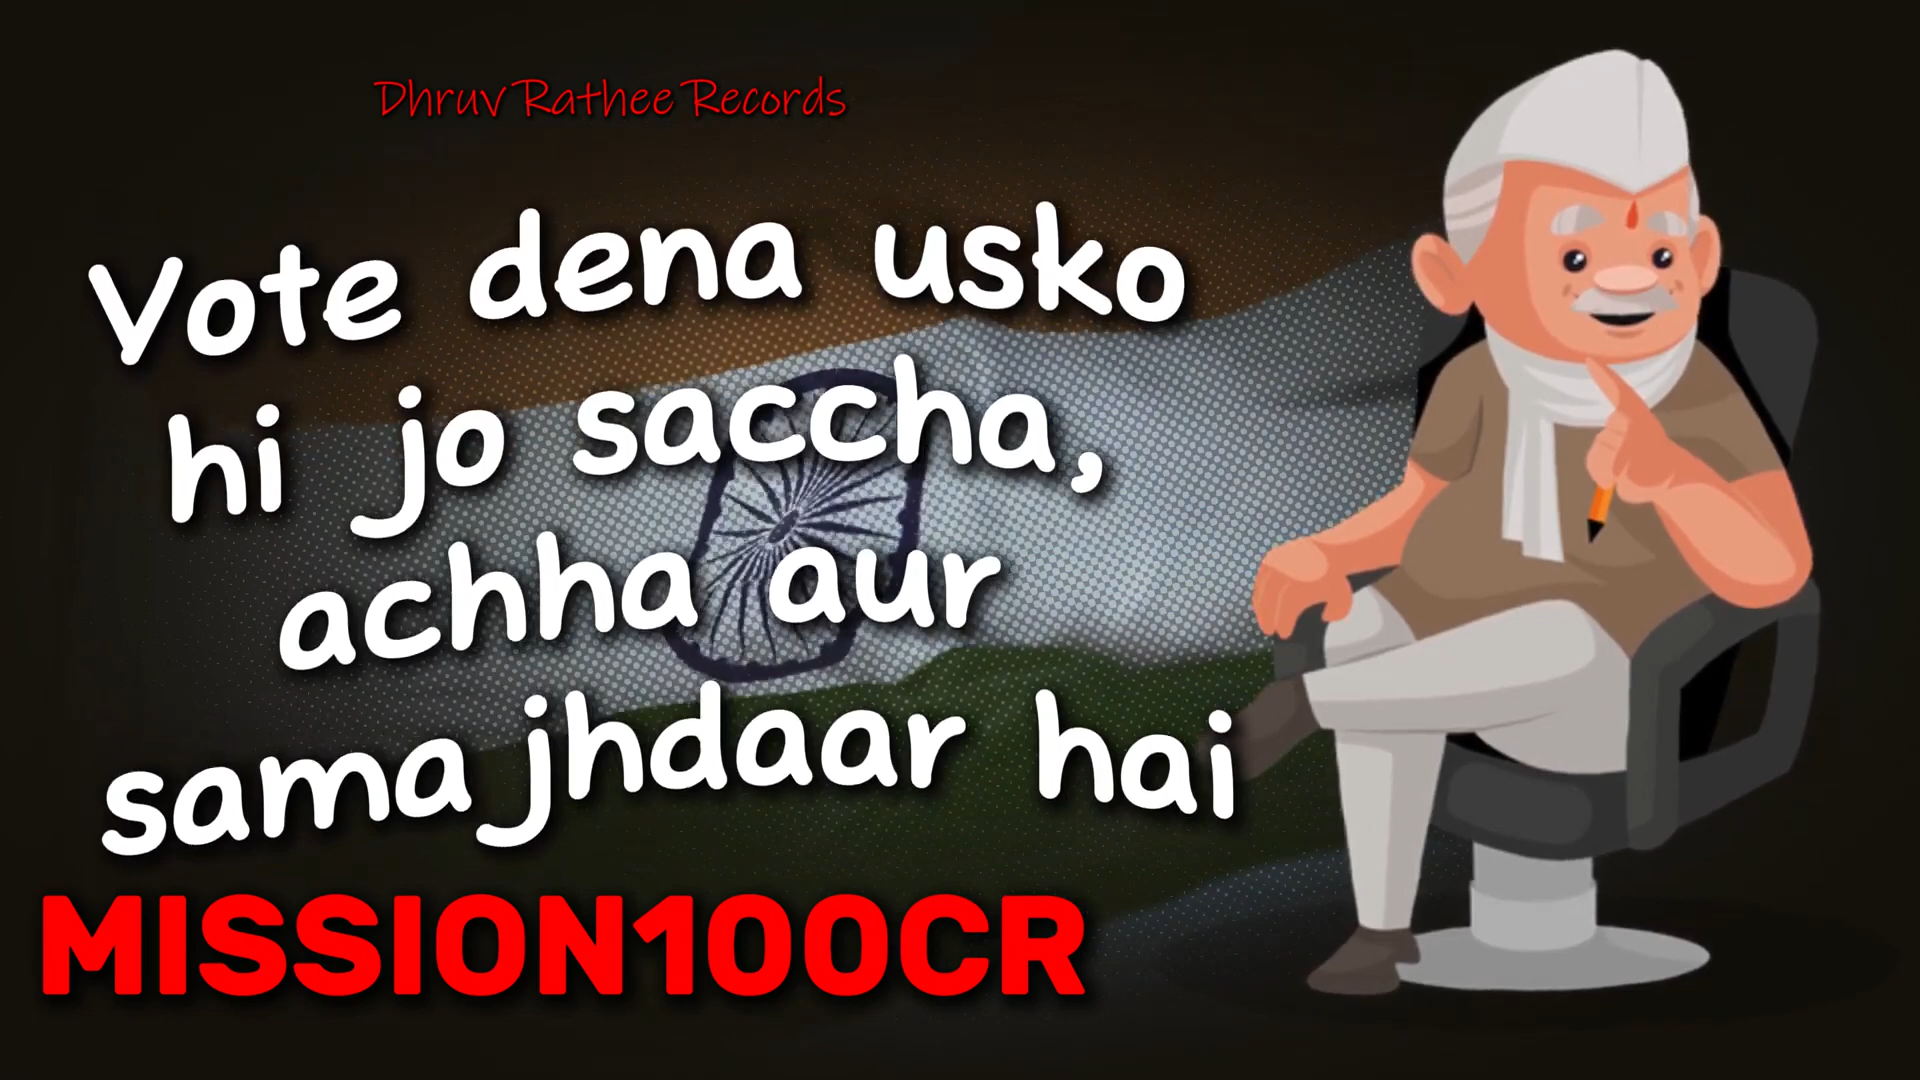 Dhruv Rathee Records
Vote dena usko
hi jo saccha,
achha aur
samajhdaar hai
MISSION100CR